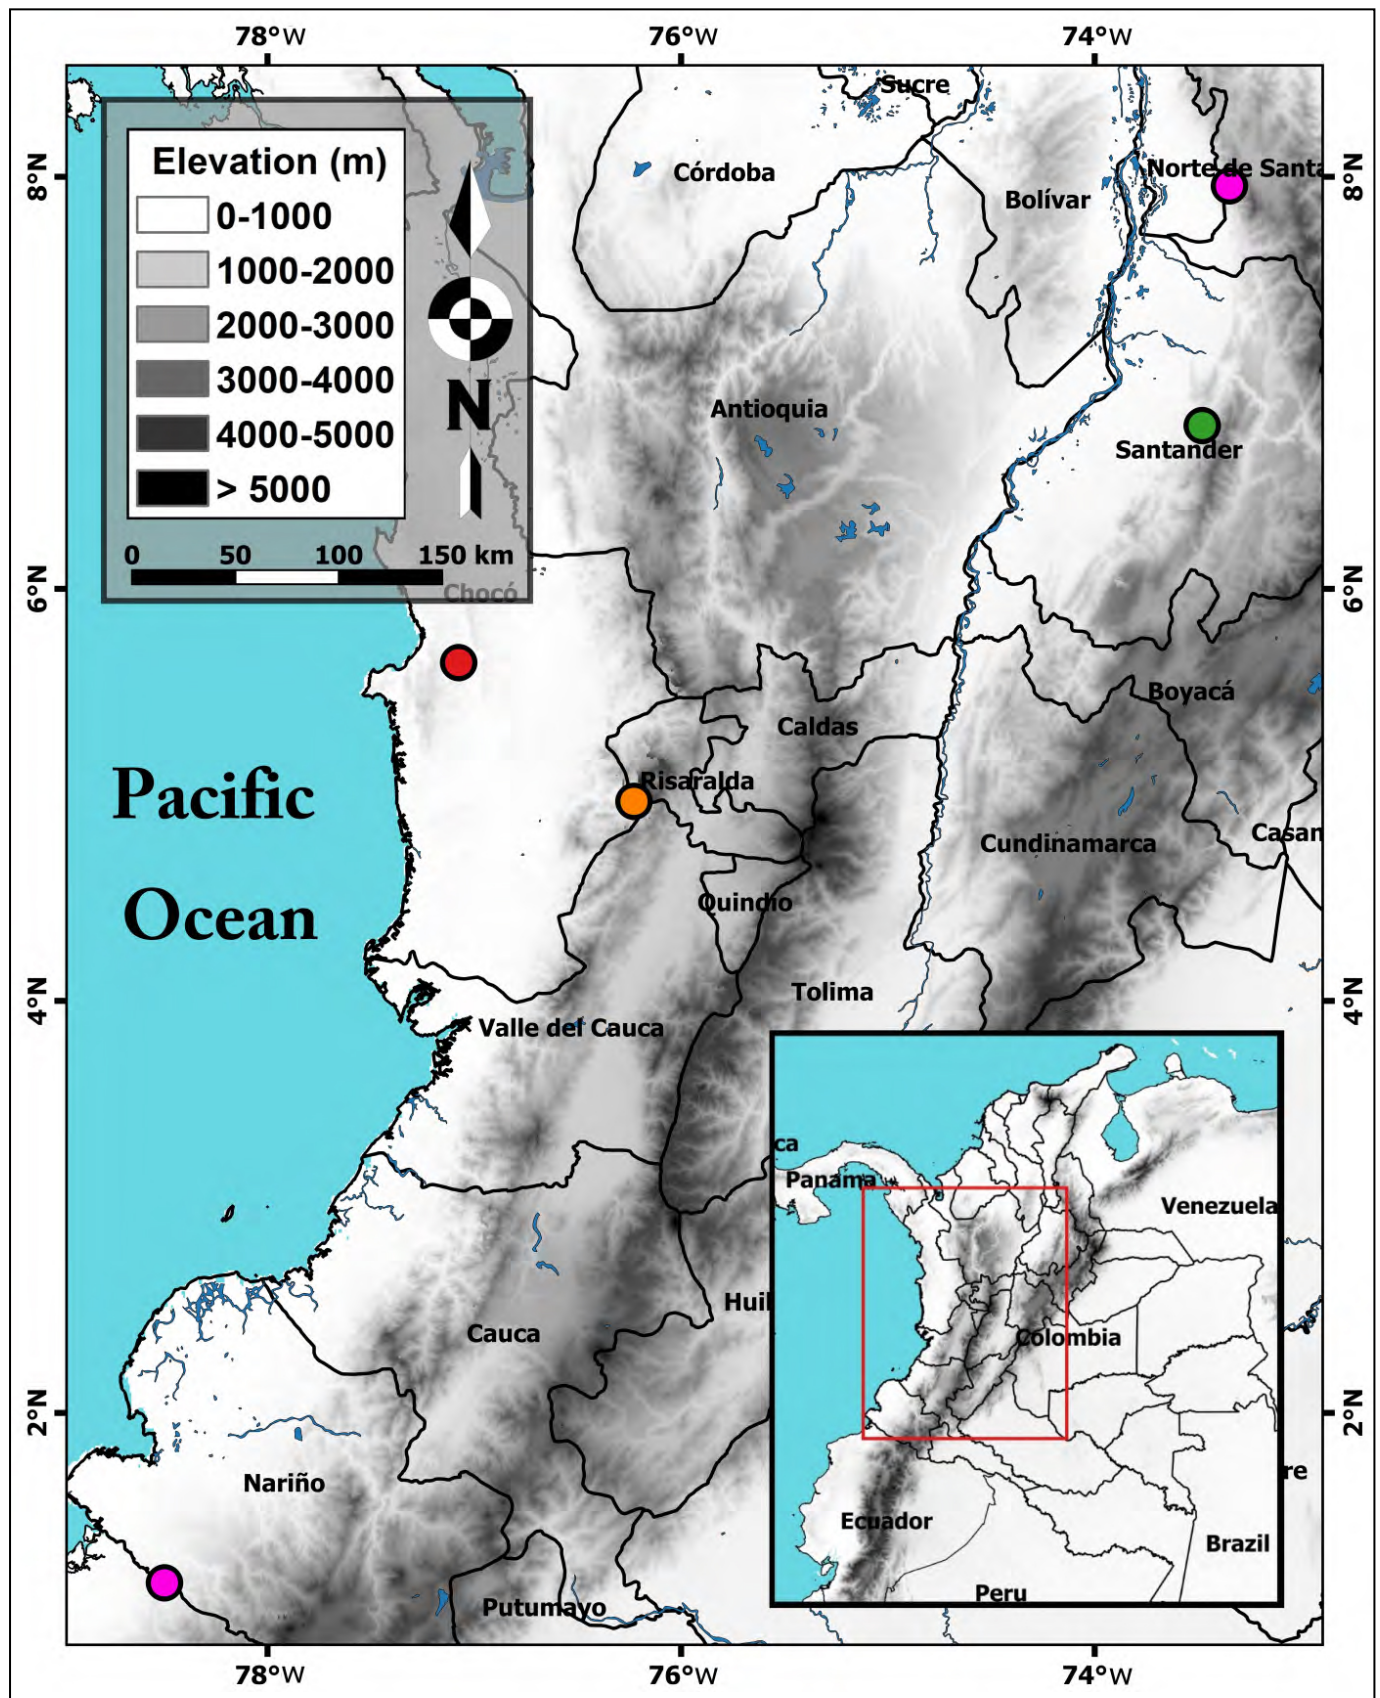 78°W 76°W 74°W
Sucre
8°N
Elevation (m)
0-1000
1000-2000
2000-3000
3000-4000
4000-5000
> 5000
N
0 50 100 150 km
Córdoba
Bolívar
Norte de Santa
8°N
Antioquia
Santander
6°N
Chocó
6°N
Boyacá
Caldas
Risaralda
Pacific
Ocean
Cundinamarca
Casan
Quindío
4°N
Tolima
4°N
Valle del Cauca
ca
Panama
Venezuela
Huil
Cauca
Colombia
2°N
2°N
Nariño
re
Ecuador
Brazil
Peru
Putumayo
78°W 76°W 74°W